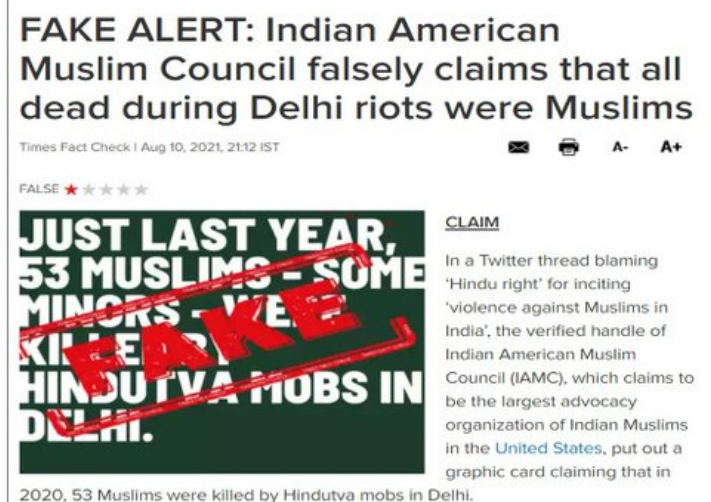 FAKE ALERT: Indian American
Muslim Council falsely claims that all
dead during Delhi riots were Muslims
Times Fact Check | Aug 10, 2021, 21:12 IST
A-
A+
FALSE
JUST LAST YEAR,
53 MUSLIMS - SOME
MINORS - WERE
KILLED BY
HINDUTVA MOBS IN
DELHI.
FAKE
CLAIM
In a Twitter thread blaming
'Hindu right' for inciting
'violence against Muslims in
India', the verified handle of
Indian American Muslim
Council (IAMC), which claims to
be the largest advocacy
organization of Indian Muslims
in the United States, put out a
graphic card claiming that in
2020, 53 Muslims were killed by Hindutva mobs in Delhi.